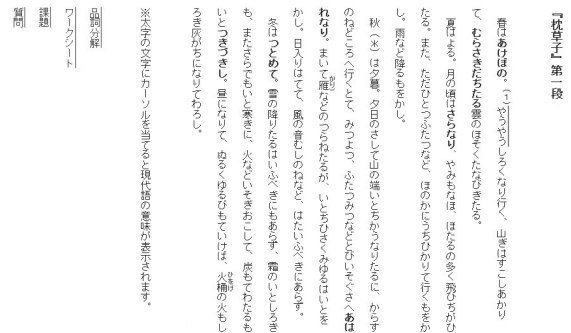 『枕草子』第一段
春はあけぼの。（１）やうやうしろくなり行く、山ぎはすこしあかり
て、むらさきだちたる雲のほそくたなびきたる。
夏はよる。月の頃はさらなり、やみもなほ、ほたるの多く飛びちがひ
たる。また、ただひとつふたつなど、ほのかにうちひかりて行くもをか
し。雨など降るもをかし。
秋（＊）は夕暮。夕日のさして山の端いとちかうなりたるに、からす
のねどころへ行くとて、みつよつ、ふたつみつなどとびいそぐさへあは
れなり。まいて雁かりなどのつらねたるが、いとちひさくみゆるはいとを
かし。日入りはてて、風の音むしのねなど、はたいふべきにあらず。
冬はつとめて。雪の降りたるはいふべきにもあらず、霜のいとしろき
も、またさらでもいと寒きに、火などいそぎおこして、炭もてわたるも
いとつきづきし。昼になりて、ぬるくゆるびもていけば、火桶ひをけの火もし
ろき灰がちになりてわろし。
※太字の文字にカーソルを当てると現代語の意味が表示されます。
品詞分解
ワークシート
課題
質問